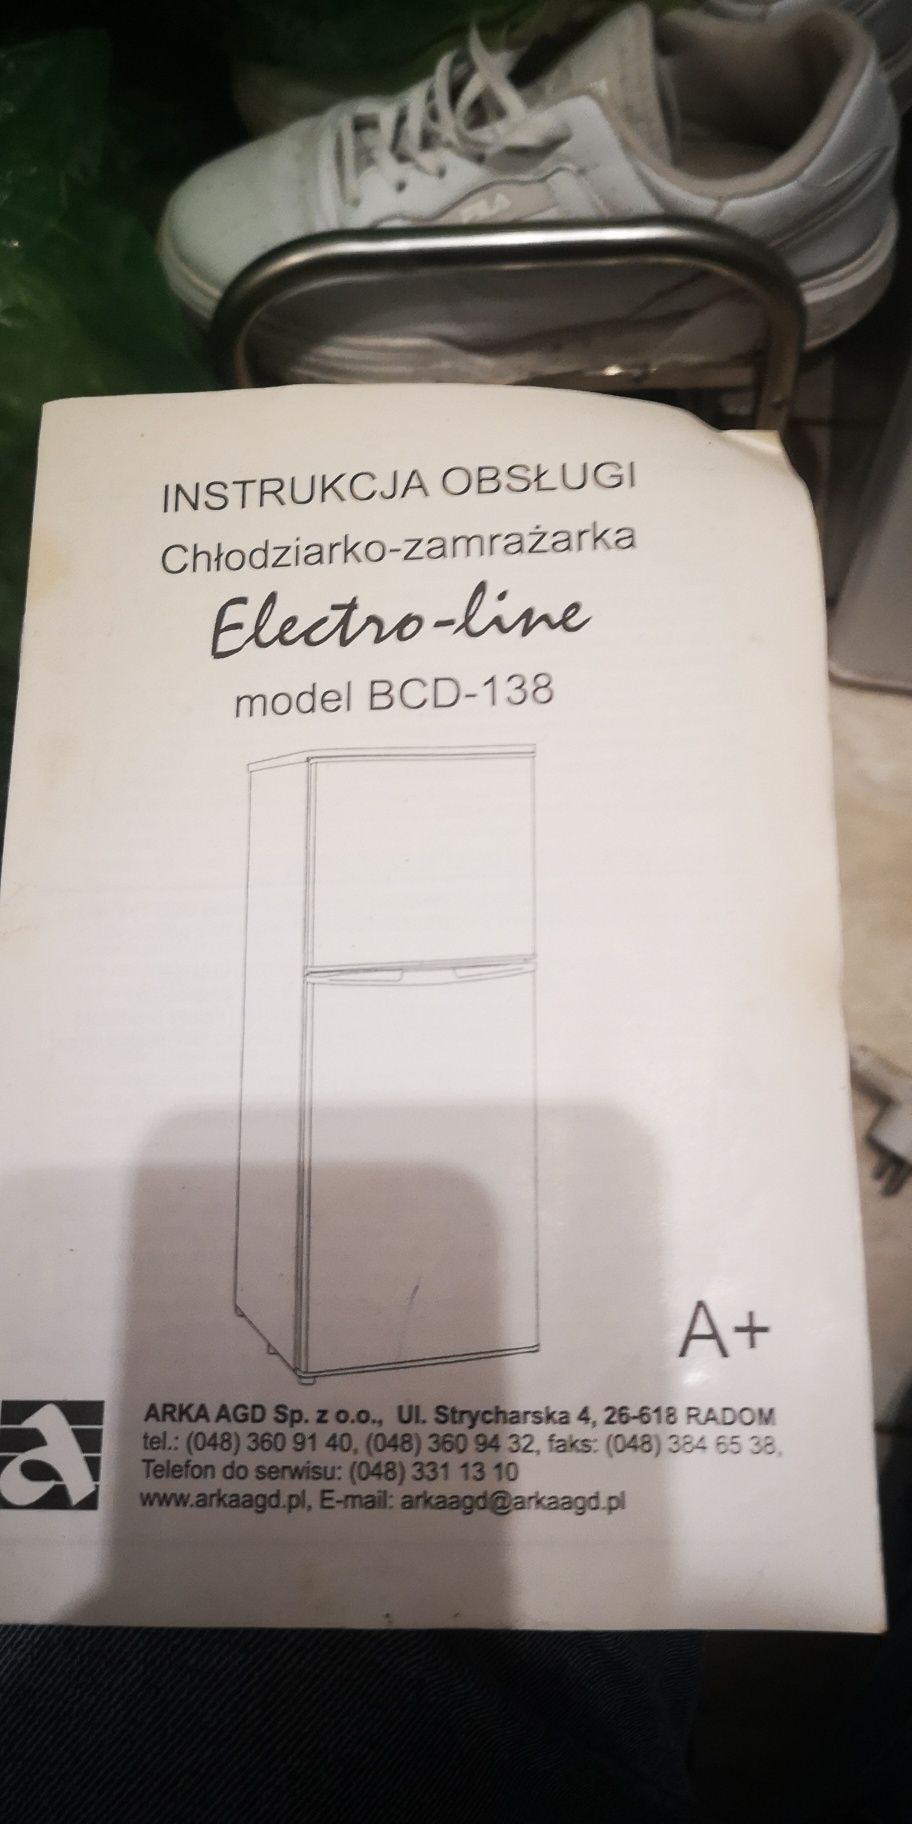 FILA
INSTRUKCJA OBSŁUGI
Chłodziarko-zamrażarka
Electro-line
model BCD-138
A+
a
ARKA AGD Sp. z o.o., Ul. Strycharska 4, 26-618 RADOM
tel.: (048) 360 91 40, (048) 360 94 32, faks: (048) 384 65 38,
Telefon do serwisu: (048) 331 13 10
www.arkaagd.pl, E-mail: arkaagd@arkaagd.pl